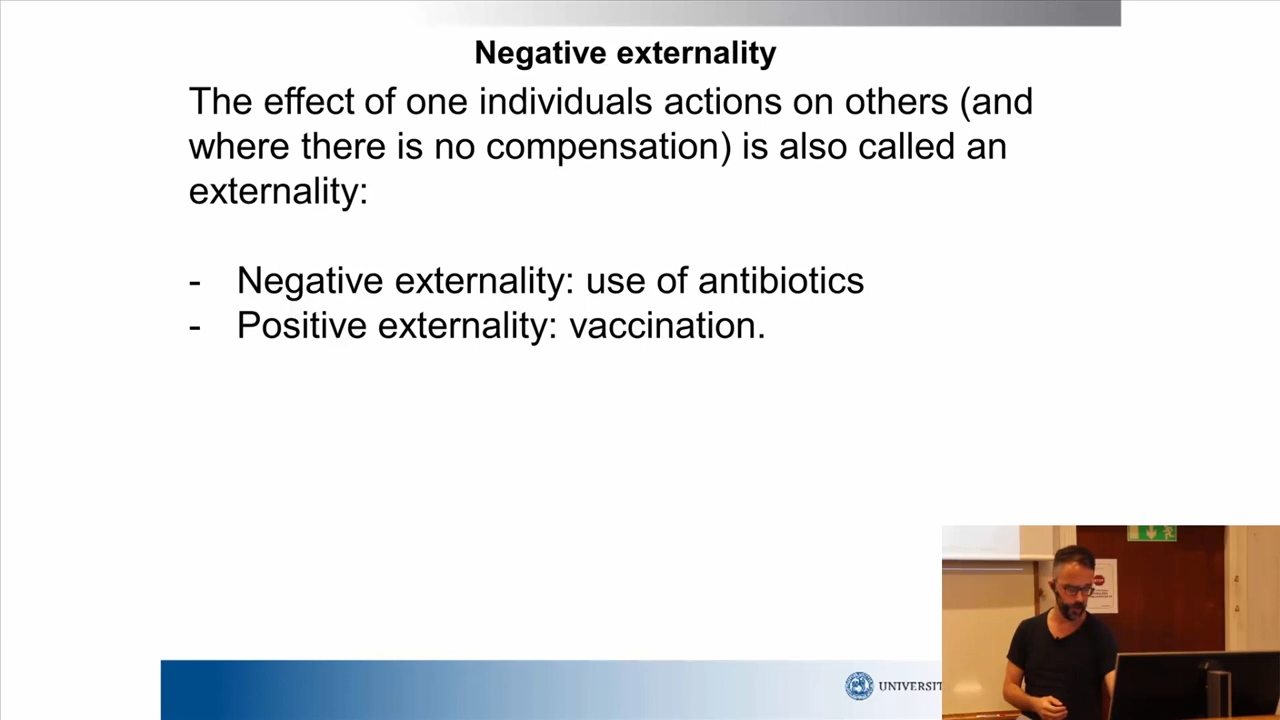 Negative externality
The effect of one individuals actions on others (and
where there is no compensation) is also called an
externality:
- Negative externality: use of antibiotics
- Positive externality: vaccination.